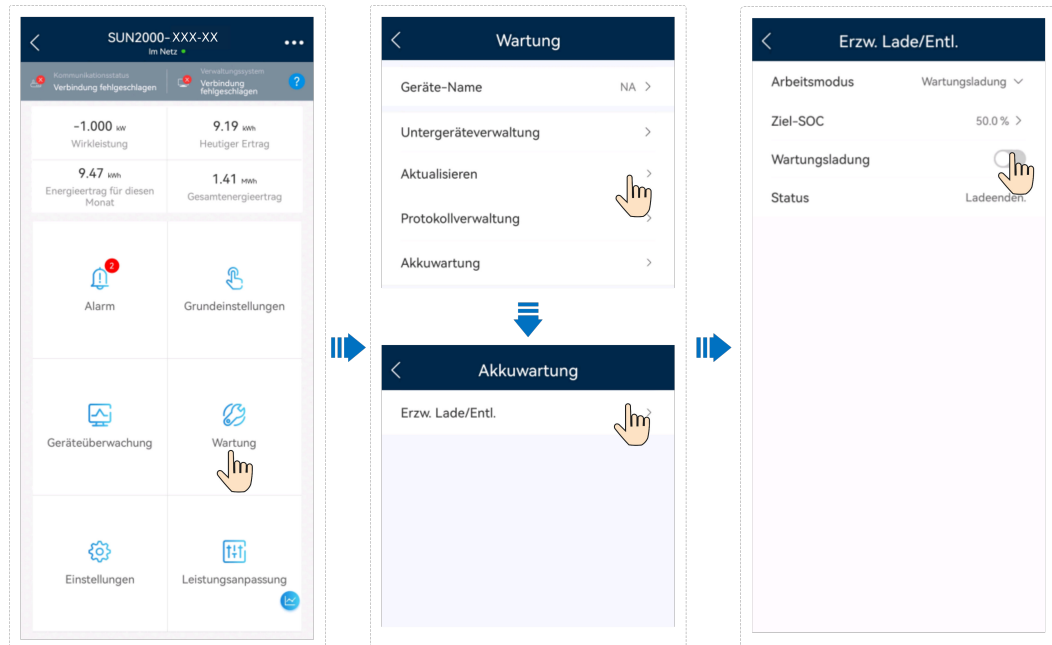 SUN2000-XXX-XX
Im Netz
Kommunikationsstatus
Verbindung fehlgeschlagen
Verwaltungssystem
Verbindung
fehlgeschlagen
?
-1.000 kW
Wirkleistung
9.19 kWh
Heutiger Ertrag
9.47 kWh
Energieertrag für diesen
Monat
1.41 MWh
Gesamtenergieertrag
2
Alarm
Grundeinstellungen
Geräteüberwachung
Wartung
Einstellungen
Leistungsanpassung
Wartung
Geräte-Name NA
Untergeräteverwaltung
Aktualisieren
Protokollverwaltung
Akkuwartung
Akkuwartung
Erzw. Lade/Entl.
Erzw. Lade/Entl.
Arbeitsmodus Wartungsladung
Ziel-SOC 50.0 %
Wartungsladung
Status Ladeenden.